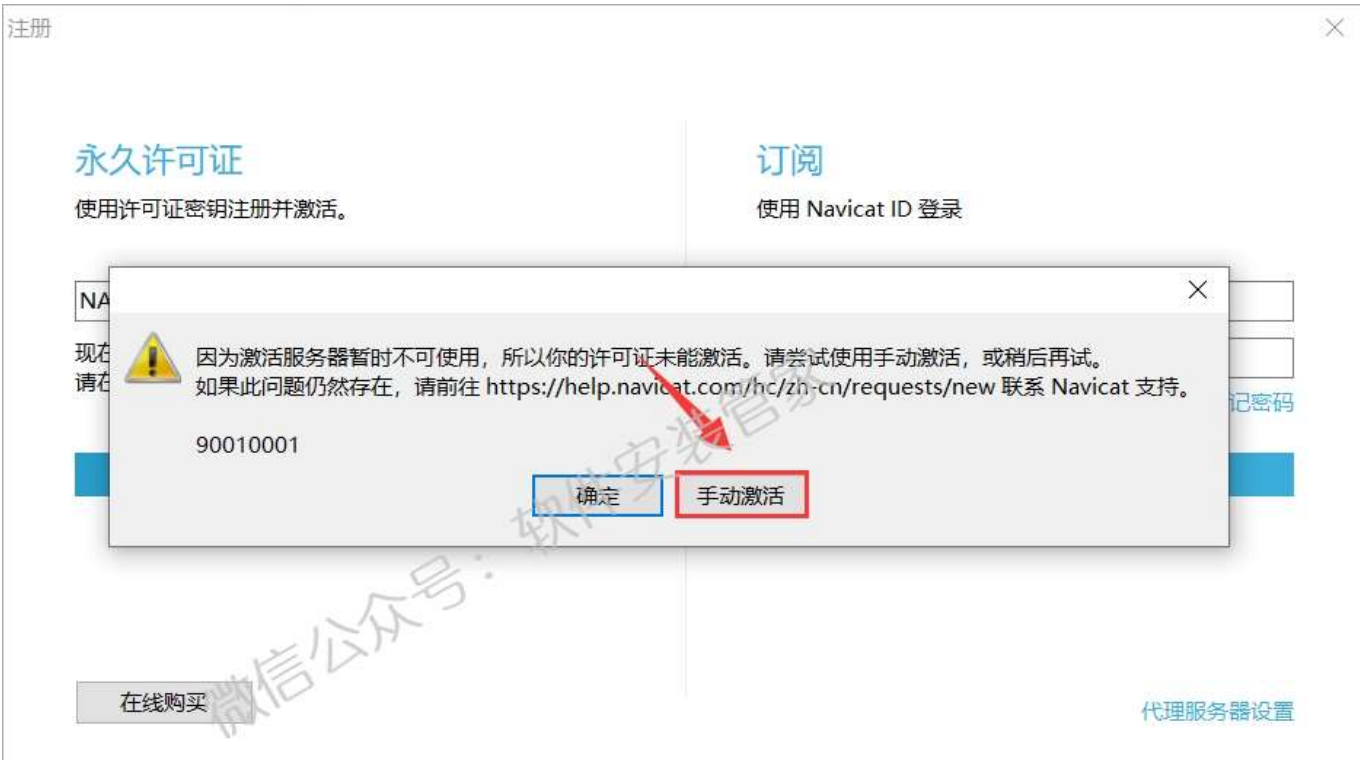 注册
永久许可证
使用许可证密钥注册并激活。
订阅
使用 Navicat ID 登录
NA
现在
请在
因为激活服务器暂时不可使用，所以你的许可证未能激活。请尝试使用手动激活，或稍后再试。
如果此问题仍然存在，请前往 https://help.navicat.com/hc/zh-cn/requests/new 联系 Navicat 支持。
90010001
确定
手动激活
记密码
在线购买
代理服务器设置
微信公众号：软件安装管家